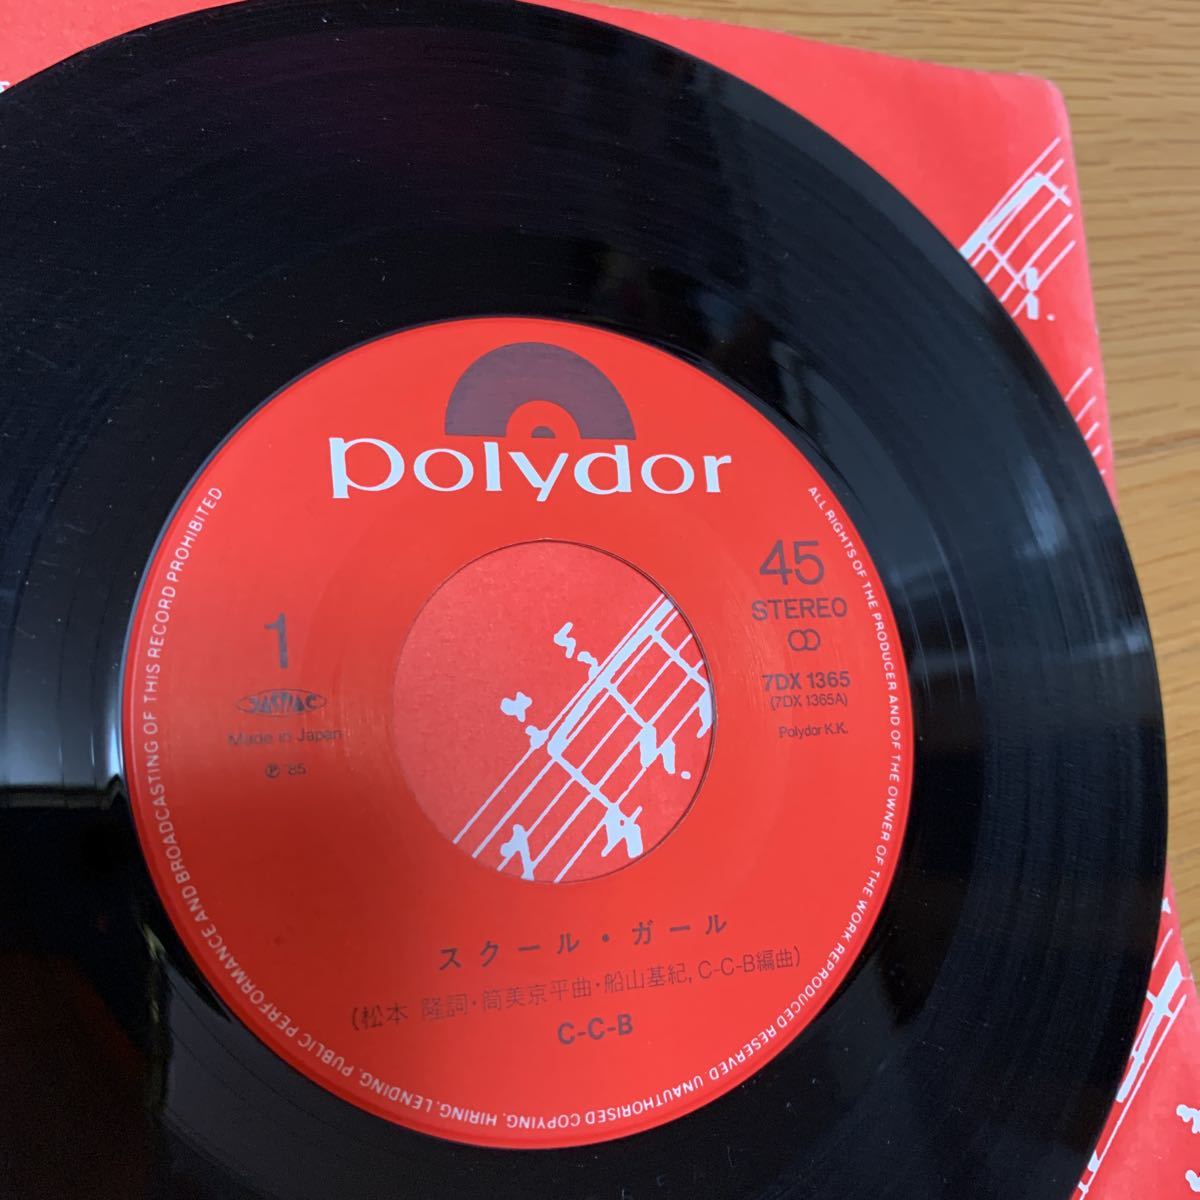 polydor
45
STEREO
7DX 1365
(7DX 1365A)
Polydor K.K.
1
JASRAC
Made in Japan
℗ '85
スクール・ガール
(松本 隆詞・筒美京平曲・船山基紀, C-C-B編曲)
C-C-B
ALL RIGHTS OF THE PRODUCER AND OF THE OWNER OF THE WORK REPRODUCED RESERVED. UNAUTHORISED COPYING, HIRING, LENDING, PUBLIC PERFORMANCE AND BROADCASTING OF THIS RECORD PROHIBITED